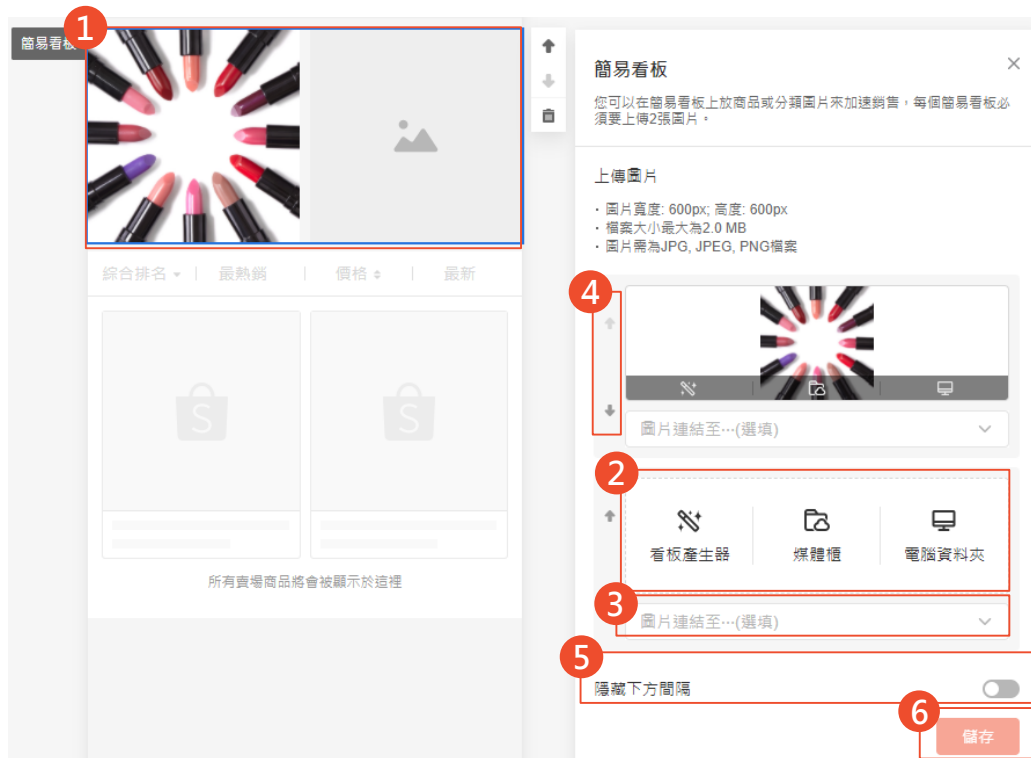 1
簡易看板
綜合排名
最熱銷
價格
最新
S
S
所有賣場商品將會被顯示於這裡
簡易看板
您可以在簡易看板上放商品或分類圖片來加速銷售，每個簡易看板必
須要上傳2張圖片。
上傳圖片
・圖片寬度: 600px; 高度: 600px
・檔案大小最大為2.0 MB
・圖片需為JPG, JPEG, PNG檔案
4
圖片連結至…(選填)
2
看板產生器
媒體櫃
電腦資料夾
3
圖片連結至…(選填)
5
隱藏下方間隔
6
儲存